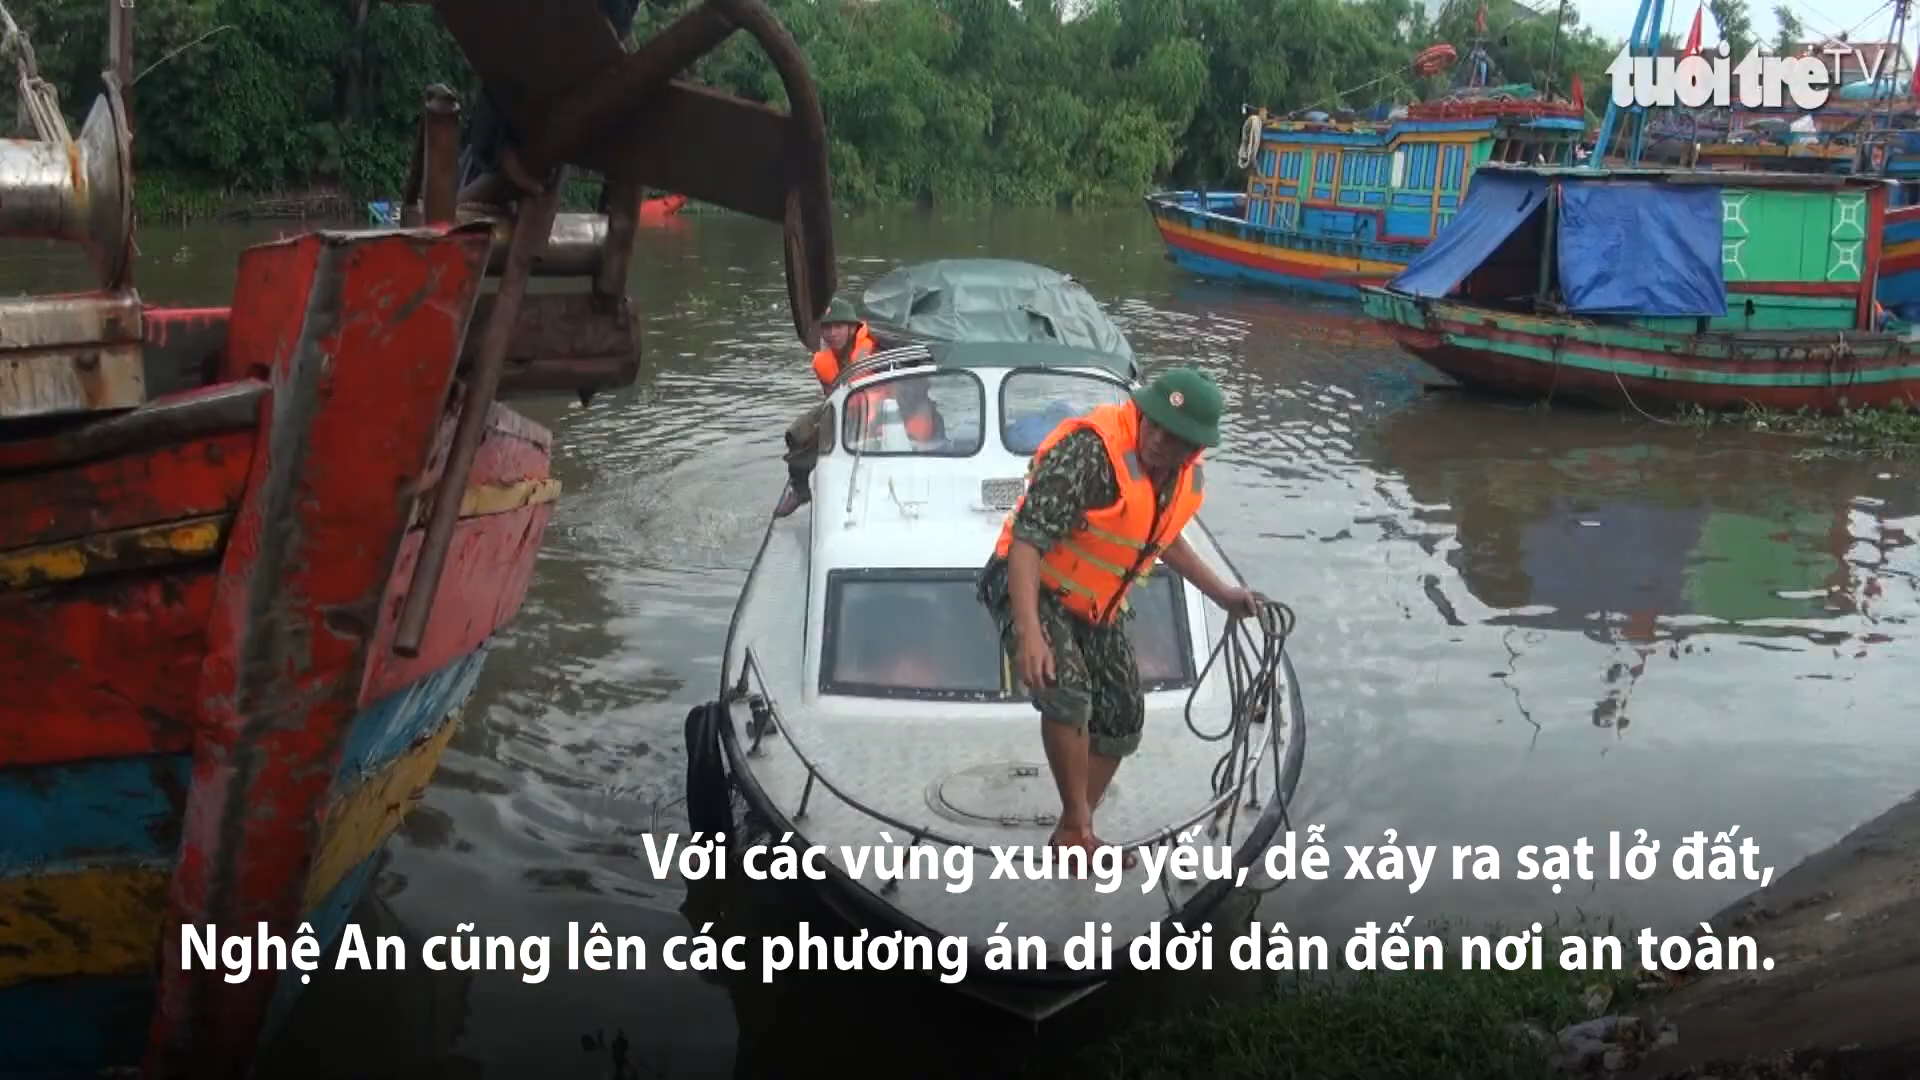 tuổi trẻ TV
Với các vùng xung yếu, dễ xảy ra sạt lở đất,
Nghệ An cũng lên các phương án di dời dân đến nơi an toàn.